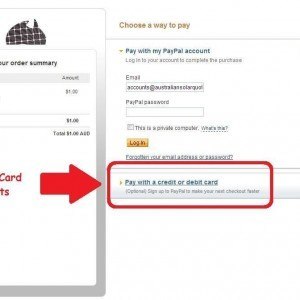 Choose a way to pay
Pay with my PayPal account
Log in to your account to complete the purchase
our order summary
Amount
$1.00
$1.00
Total $1.00 AUD
Email
accounts@australiansolarquot
PayPal password
This is a private computer. What's this?
Log In
Forgotten your email address or password?
Card
ts
Pay with a credit or debit card
(Optional) Sign up to PayPal to make your next checkout faster